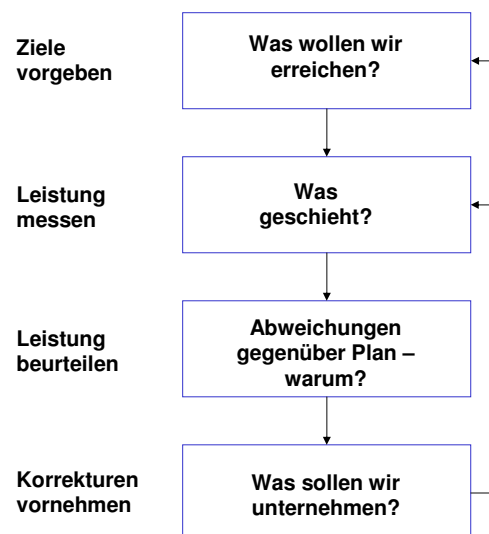 Ziele
vorgeben
Was wollen wir
erreichen?
Leistung
messen
Was
geschieht?
Leistung
beurteilen
Abweichungen
gegenüber Plan –
warum?
Korrekturen
vornehmen
Was sollen wir
unternehmen?